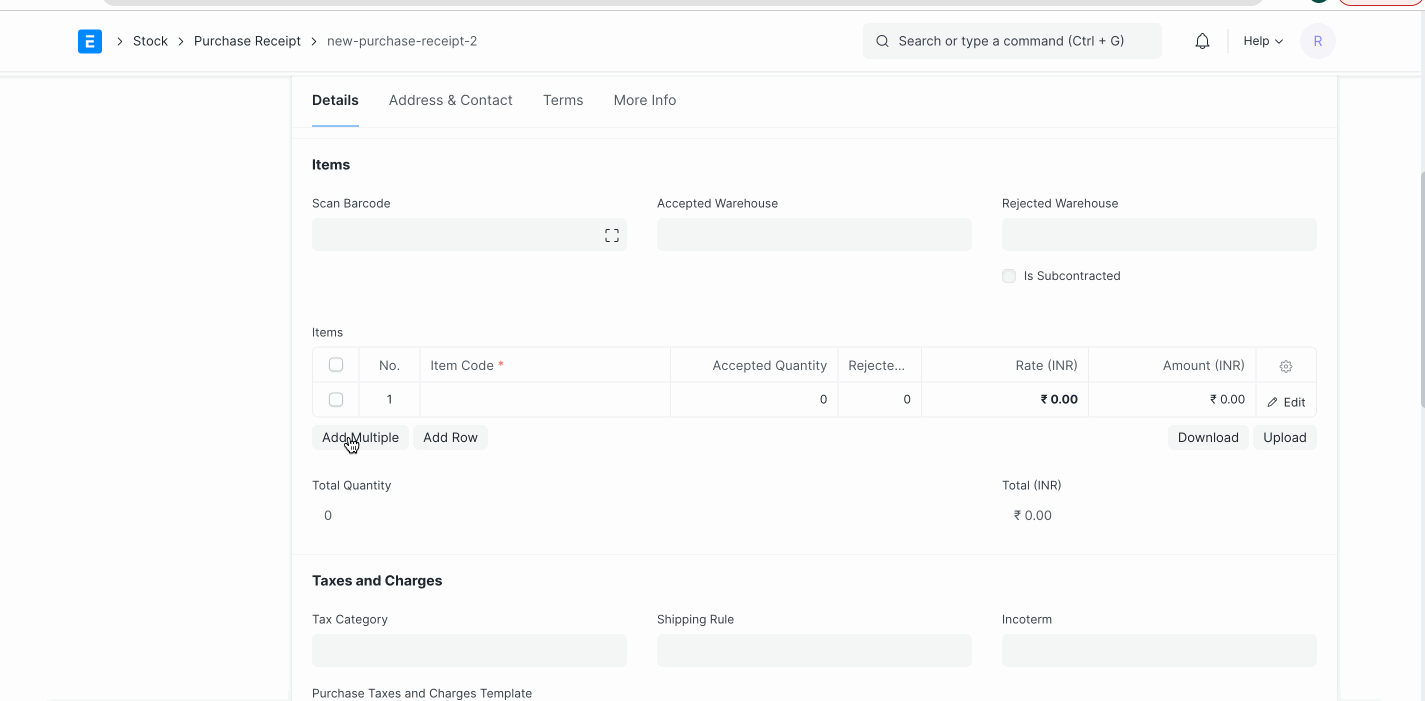 E > Stock > Purchase Receipt > new-purchase-receipt-2 Search or type a command (Ctrl + G) Help R
Details Address & Contact Terms More Info
Items
Scan Barcode Accepted Warehouse Rejected Warehouse
Is Subcontracted
Items
No. Item Code * Accepted Quantity Rejecte... Rate (INR) Amount (INR)
1 0 0 ₹ 0.00 ₹ 0.00 Edit
Add Multiple Add Row Download Upload
Total Quantity Total (INR)
0 ₹ 0.00
Taxes and Charges
Tax Category Shipping Rule Incoterm
Purchase Taxes and Charges Template